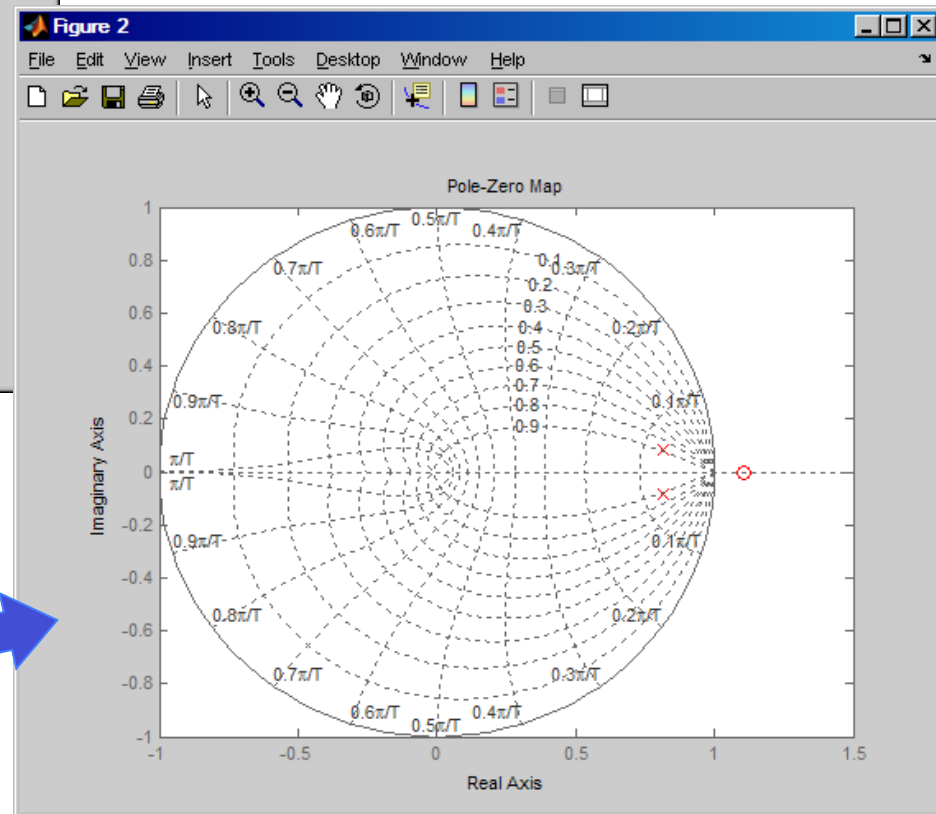 Figure 2
File Edit View Insert Tools Desktop Window Help
Pole-Zero Map
1
0.8
0.6
0.4
0.2
0
-0.2
-0.4
-0.6
-0.8
-1
Imaginary Axis
0.5π/T
0.6π/T 0.4π/T
0.7π/T 0.1 0.3π/T
0.2
0.3
0.8π/T 0.4 0.2π/T
0.5
0.6
0.7
0.9π/T 0.8 0.1π/T
0.9
π/T
π/T
0.9π/T 0.1π/T
0.8π/T 0.2π/T
0.7π/T 0.3π/T
0.6π/T 0.4π/T
0.5π/T
-1 -0.5 0 0.5 1 1.5
Real Axis